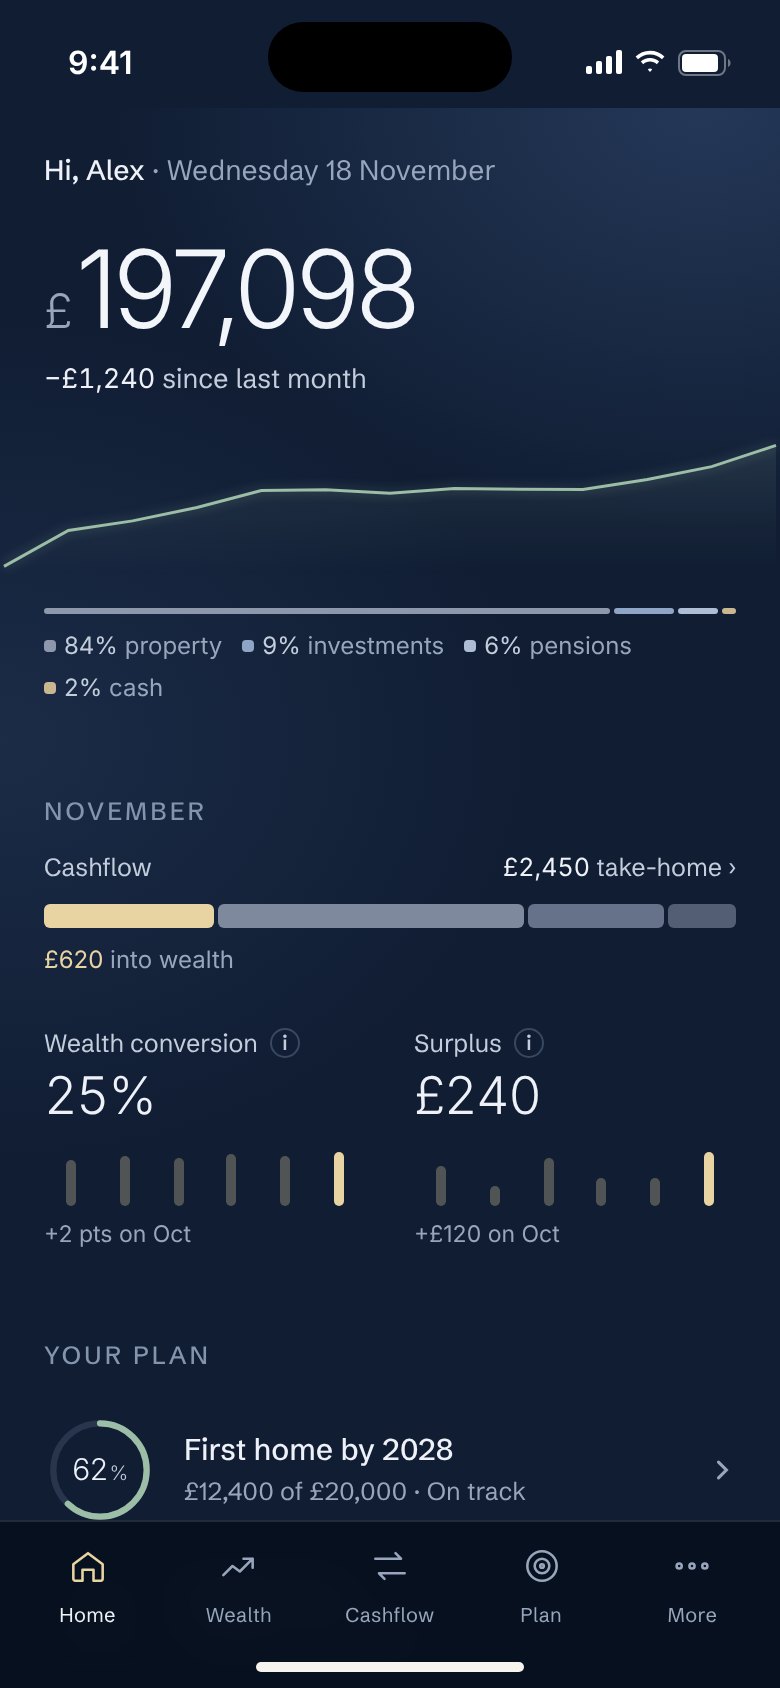 9:41
Hi, Alex · Wednesday 18 November
£197,098
−£1,240 since last month
84% property 9% investments 6% pensions
2% cash
NOVEMBER
Cashflow £2,450 take-home ›
£620 into wealth
Wealth conversion i Surplus i
25% £240
+2 pts on Oct +£120 on Oct
YOUR PLAN
62% First home by 2028
£12,400 of £20,000 · On track
Home Wealth Cashflow Plan More